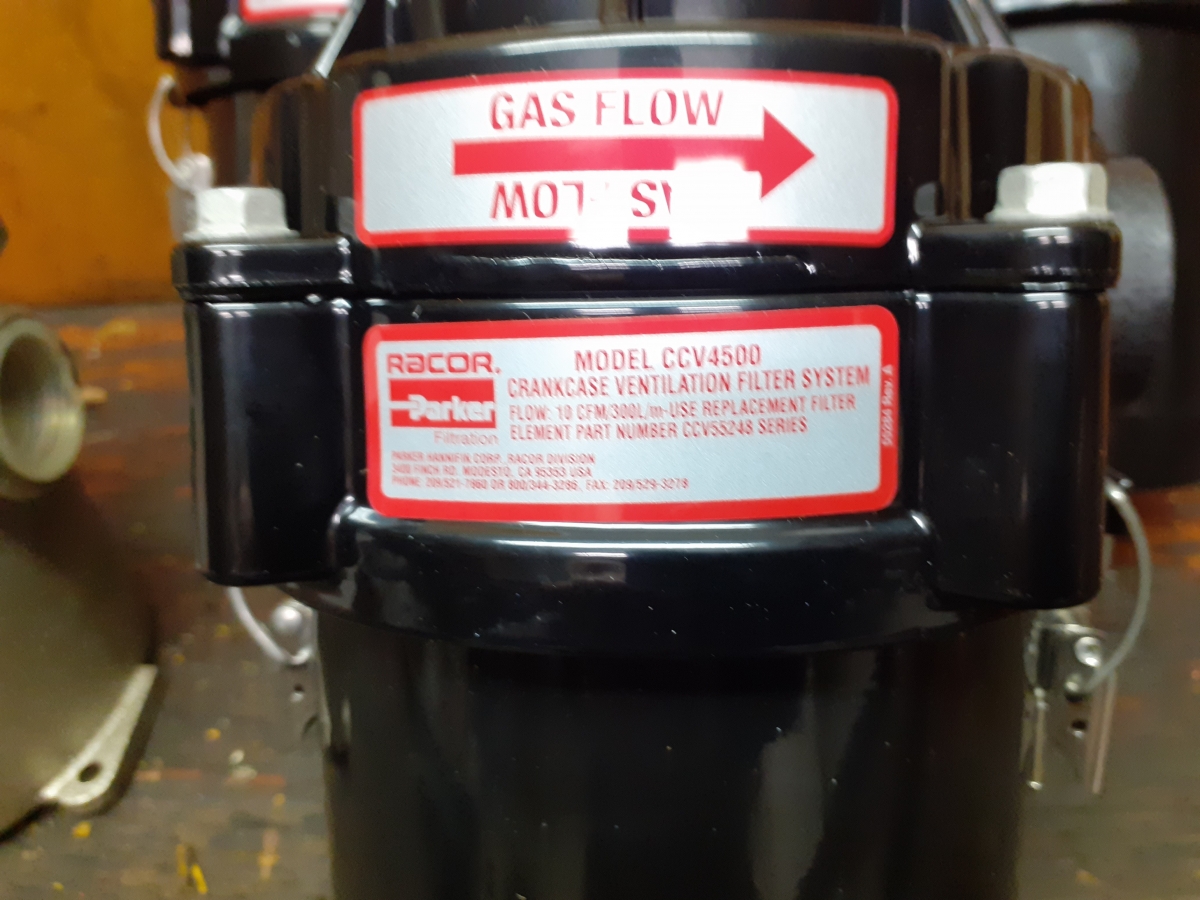 GAS FLOW
RACOR.
Parker
Filtration
MODEL CCV4500
CRANKCASE VENTILATION FILTER SYSTEM
FLOW: 10 CFM/300L/m-USE REPLACEMENT FILTER
ELEMENT PART NUMBER CCV55248 SERIES
PARKER HANNIFIN CORP., RACOR DIVISION
3400 FINCH RD. MODESTO, CA 95353 USA
PHONE: 209/521-7860 OR 800/344-3286, FAX: 209/529-3278
Rev. A